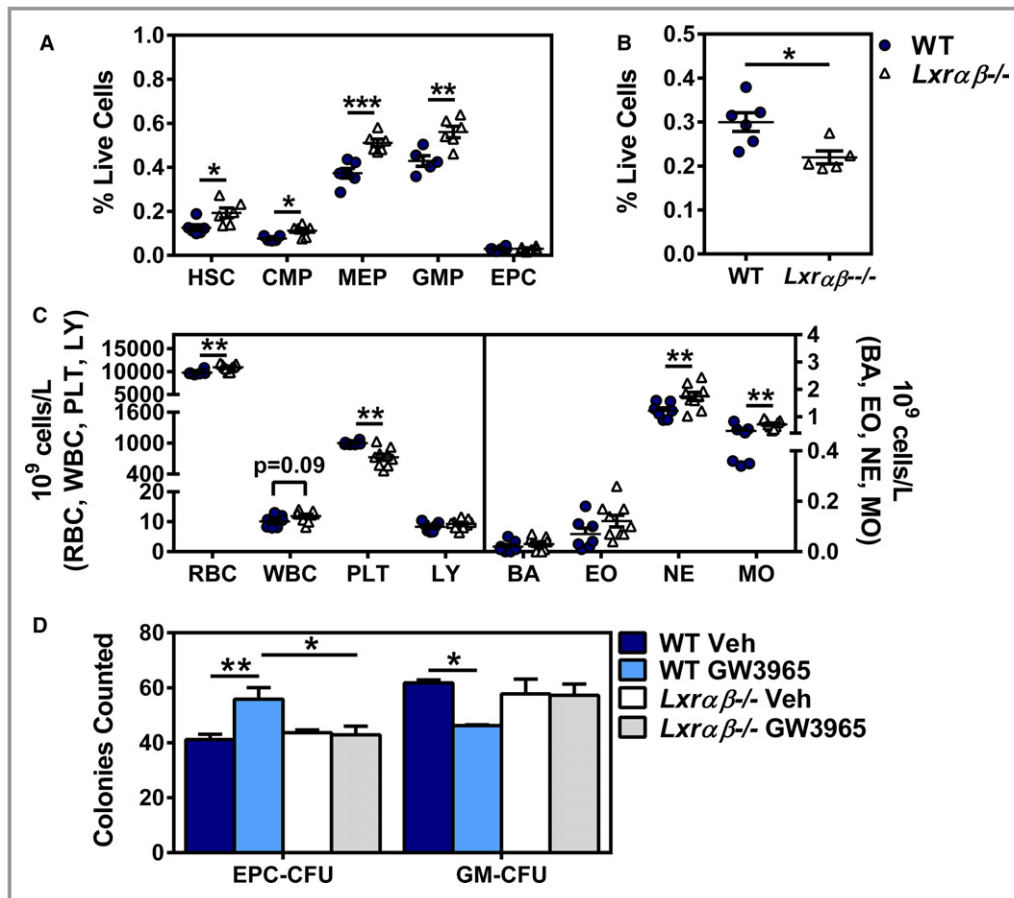 A
% Live Cells
1.0
0.8
0.6
0.4
0.2
0.0
*
*
***
**
HSC CMP MEP GMP EPC
B
% Live Cells
0.5
0.4
0.3
0.2
0.1
0.0
*
WT Lxrαβ--/-
WT
Lxrαβ-/-
C
10⁹ cells/L
(RBC, WBC, PLT, LY)
15000
10000
5000
1600
1000
400
20
10
0
**
p=0.09
**
**
**
4
3
2
1
0.4
0.2
0.0
10⁹ cells/L
(BA, EO, NE, MO)
RBC WBC PLT LY BA EO NE MO
D
Colonies Counted
80
60
40
20
0
**
*
*
EPC-CFU GM-CFU
WT Veh
WT GW3965
Lxrαβ-/- Veh
Lxrαβ-/- GW3965